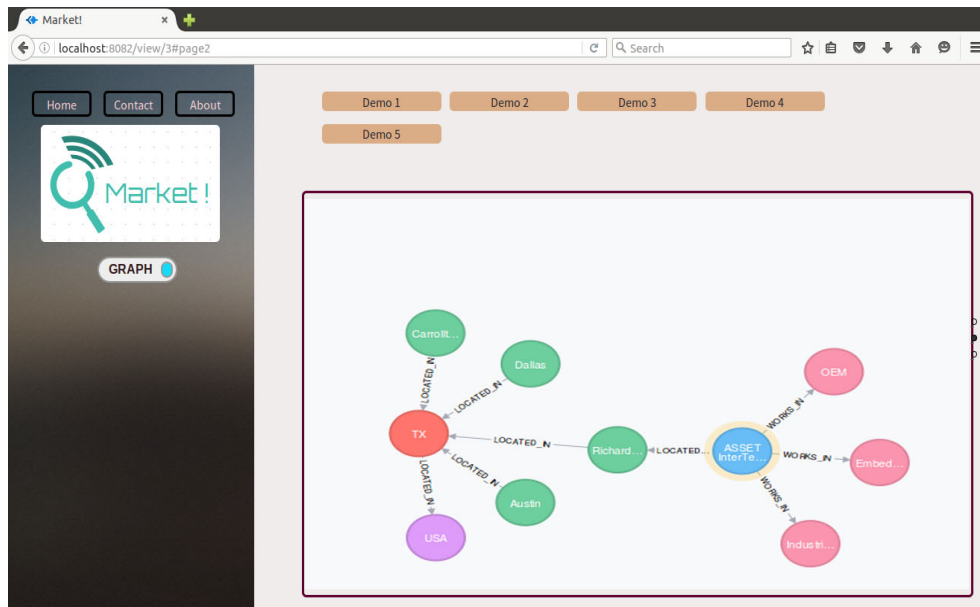 Market!
localhost:8082/view/3#page2
Search
Home Contact About
Market!
GRAPH
Demo 1 Demo 2 Demo 3 Demo 4
Demo 5
Carrollt...
LOCATED_IN
Dallas
LOCATED_IN
TX
LOCATED_IN
Richard...
LOCATED...
ASSET
InterTe...
WORKS_IN
OEM
WORKS_IN
Embed...
WORKS_IN
Industri...
LOCATED_IN
Austin
LOCATED_IN
USA